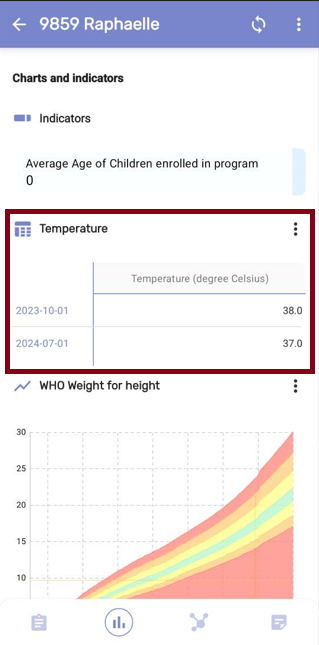 9859 Raphaelle
Charts and indicators
Indicators
Average Age of Children enrolled in program
0
Temperature
Temperature (degree Celsius)
2023-10-01 38.0
2024-07-01 37.0
WHO Weight for height
30
25
20
15
10